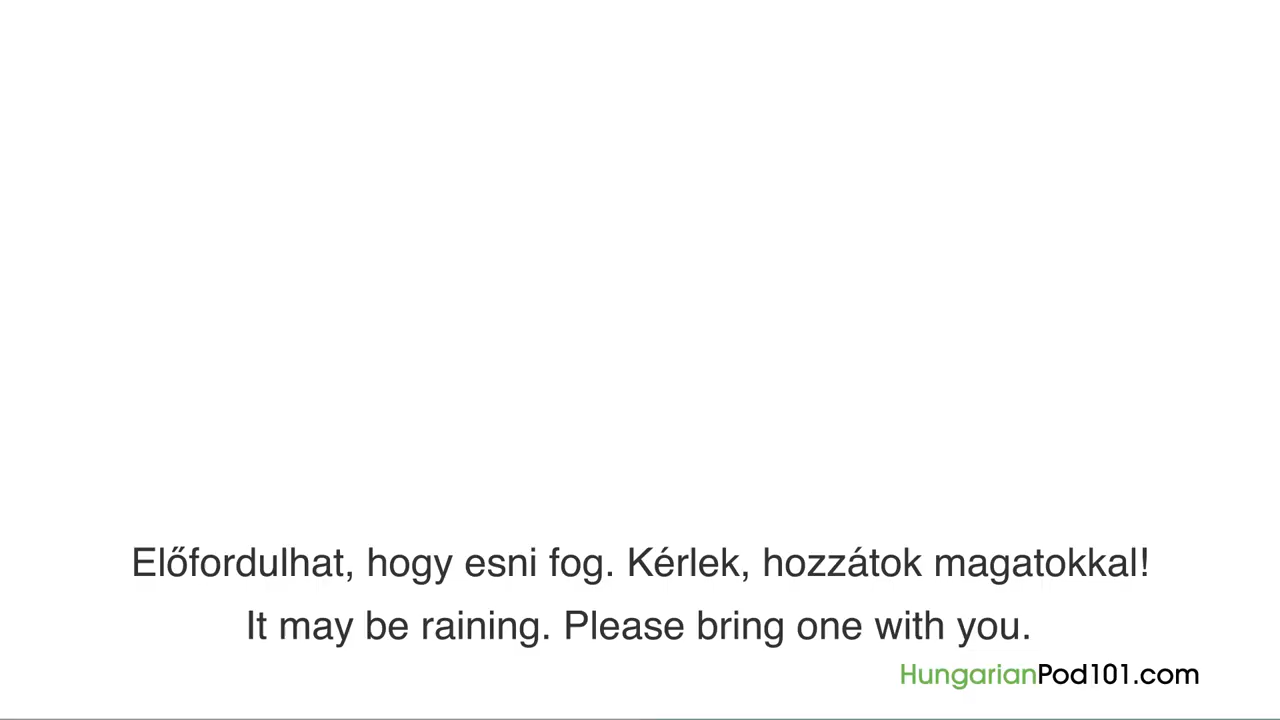 Előfordulhat, hogy esni fog. Kérlek, hozzátok magatokkal!
It may be raining. Please bring one with you.
HungarianPod101.com